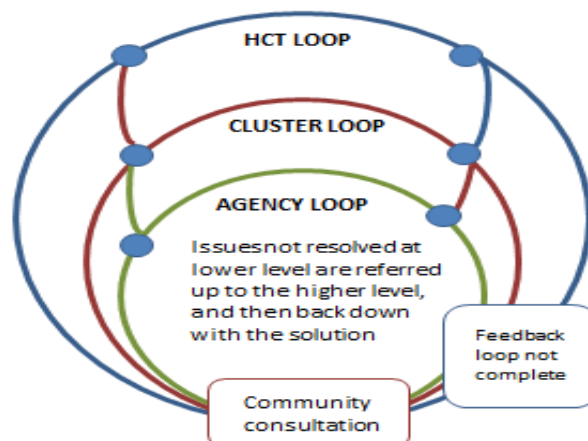 HCT LOOP
CLUSTER LOOP
AGENCY LOOP
Issuesnot resolved at
lower level are referred
up to the higher level,
and then back down
with the solution
Feedback
loop not
complete
Community
consultation